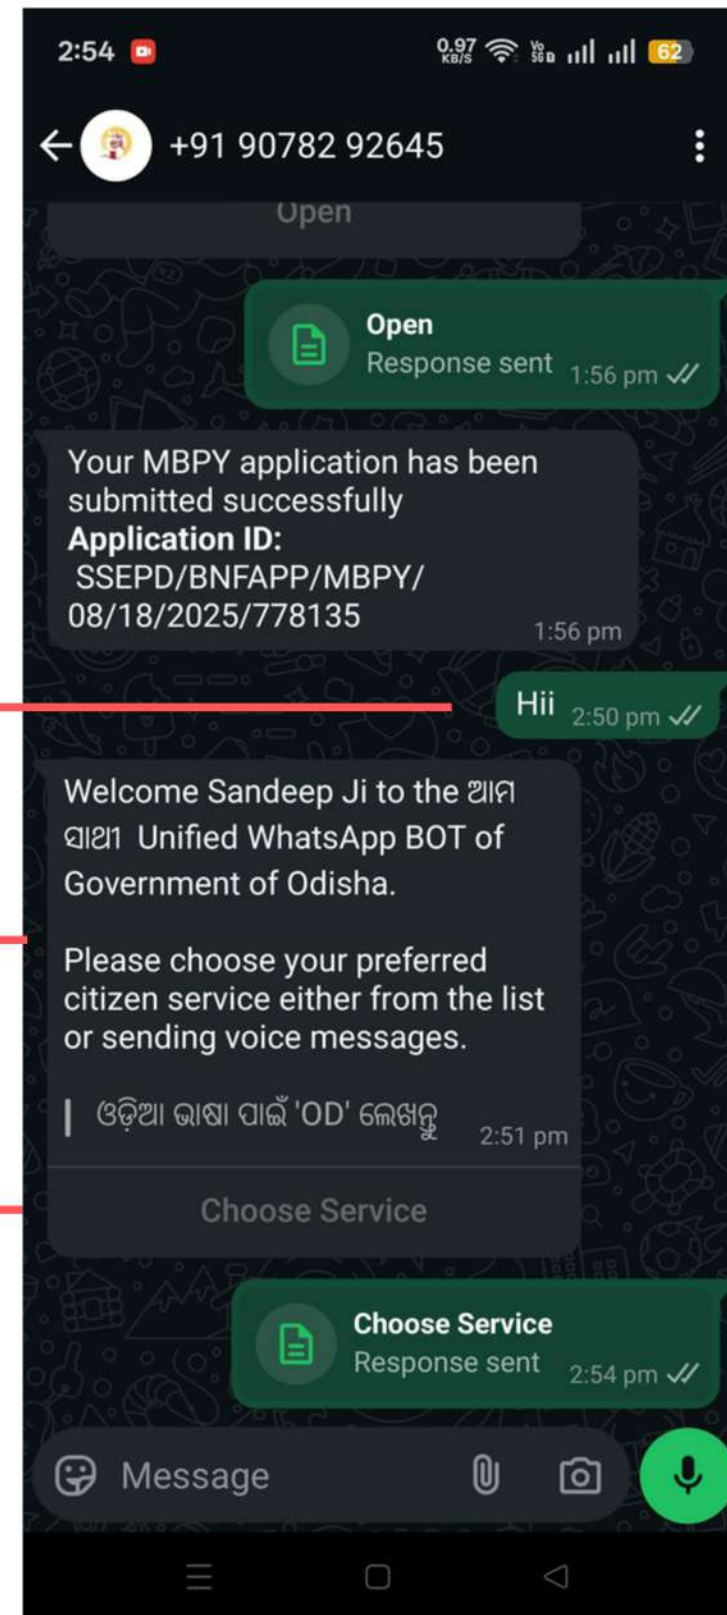 2:54
0.97 KB/S Vo 5G 62
+91 90782 92645
Open
Open
Response sent 1:56 pm
Your MBPY application has been
submitted successfully
Application ID:
SSEPD/BNFAPP/MBPY/
08/18/2025/778135
1:56 pm
Hii 2:50 pm
Welcome Sandeep Ji to the ଆମ
ସାଥୀ Unified WhatsApp BOT of
Government of Odisha.
Please choose your preferred
citizen service either from the list
or sending voice messages.
ଓଡ଼ିଆ ଭାଷା ପାଇଁ 'OD' ଲେଖନ୍ତୁ
2:51 pm
Choose Service
Choose Service
Response sent 2:54 pm
Message